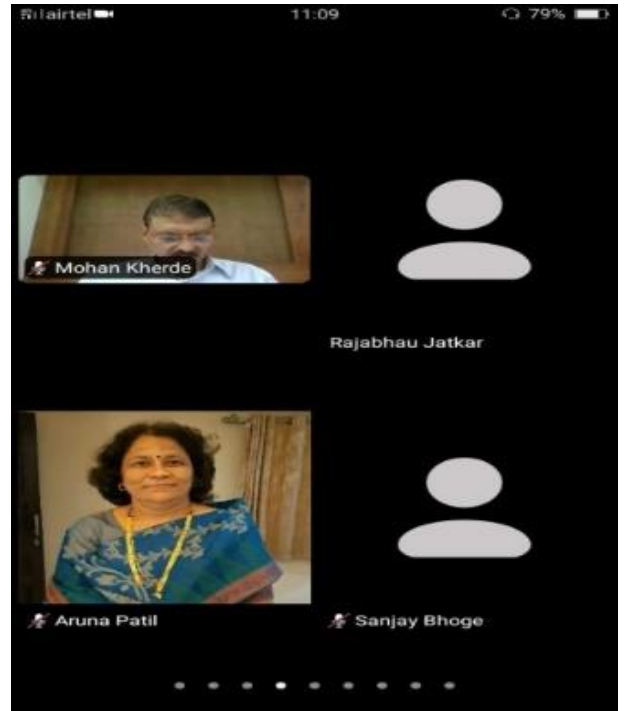 airtel 11:09 79%
Mohan Kherde
Rajabhau Jatkar
Aruna Patil Sanjay Bhoge